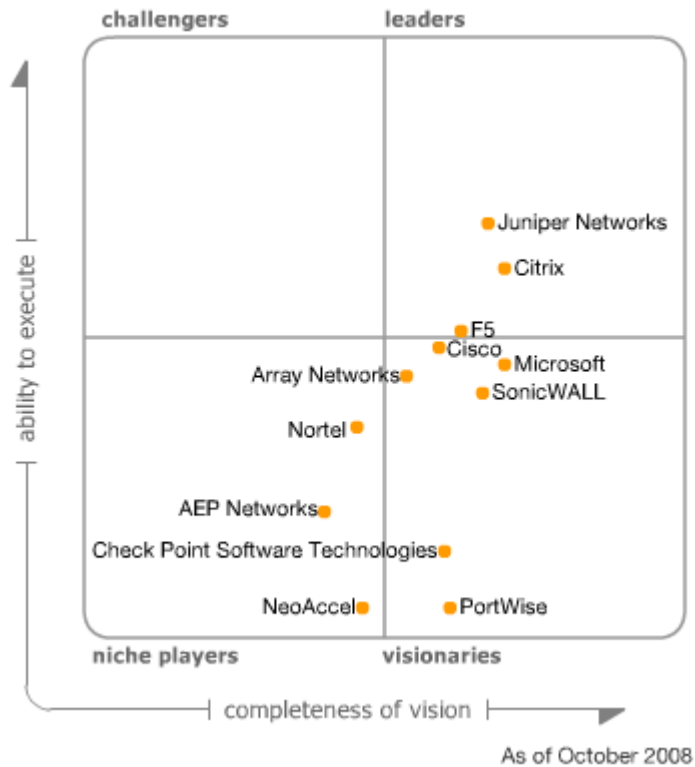 challengers
leaders
ability to execute
Juniper Networks
Citrix
F5
Cisco
Microsoft
Array Networks
SonicWALL
Nortel
AEP Networks
Check Point Software Technologies
NeoAccel
PortWise
niche players
visionaries
completeness of vision
As of October 2008